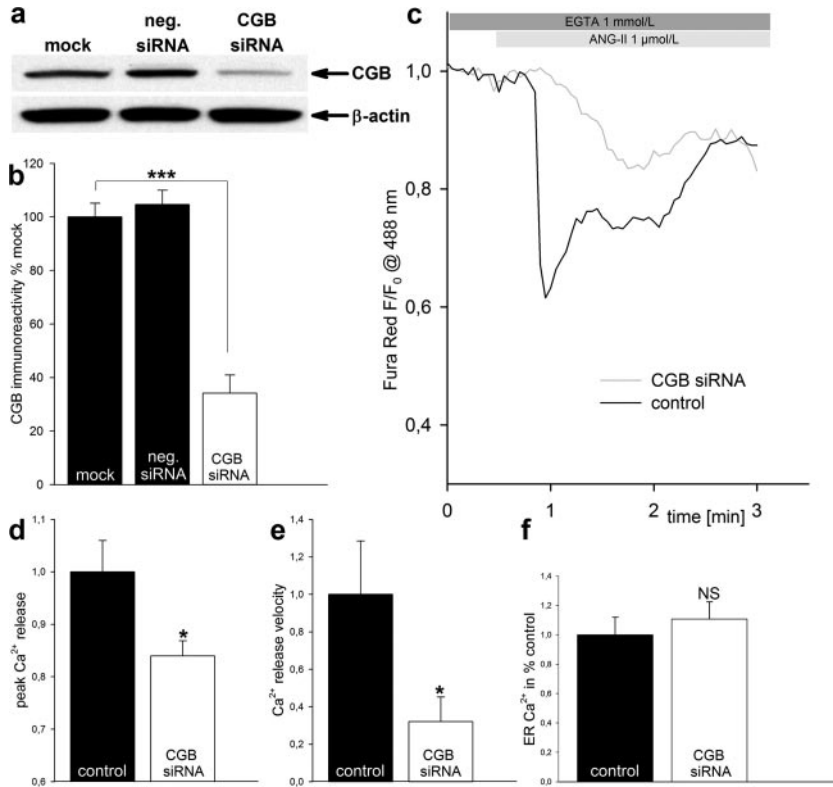 a
mock
neg.
siRNA
CGB
siRNA
CGB
β-actin
b
CGB immunoreactivity % mock
120
100
80
60
40
20
0
***
mock
neg.
siRNA
CGB
siRNA
c
EGTA 1 mmol/L
ANG-II 1 µmol/L
Fura Red F/F0 @ 488 nm
1,0
0,8
0,6
0,4
CGB siRNA
control
0
1
2
3
time [min]
d
peak Ca2+ release
1,1
1,0
0,9
0,8
0,7
0,6
*
control
CGB
siRNA
e
Ca2+ release velocity
1,4
1,2
1,0
0,8
0,6
0,4
0,2
0,0
*
control
CGB
siRNA
f
ER Ca2+ in % control
1,4
1,2
1,0
0,8
0,6
0,4
0,2
0,0
NS
control
CGB
siRNA